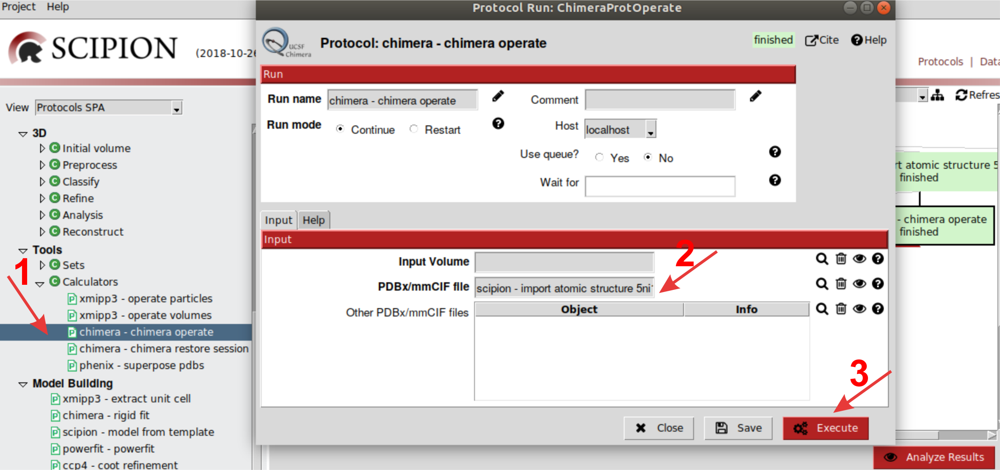 Project Help
Protocol Run: ChimeraProtOperate
SCIPION (2018-10-26
UCSF
Chimera
Protocol: chimera - chimera operate
finished Cite Help
Protocols | Data
Run
Run name chimera - chimera operate Comment
Run mode Continue Restart Host localhost
Use queue? Yes No
Wait for
View Protocols SPA
Refres
3D
Initial volume
Preprocess
Classify
Refine
Analysis
Reconstruct
Tools
Sets
Calculators
xmipp3 - operate particles
xmipp3 - operate volumes
chimera - chimera operate
chimera - chimera restore session
phenix - superpose pdbs
Model Building
xmipp3 - extract unit cell
chimera - rigid fit
scipion - model from template
powerfit - powerfit
ccp4 - coot refinement
1
Input Help
Input
Input Volume
2
PDBx/mmCIF file scipion - import atomic structure 5ni
Other PDBx/mmCIF files Object Info
3
Close Save Execute
rt atomic structure 5
finished
- chimera operate
finished
Analyze Results